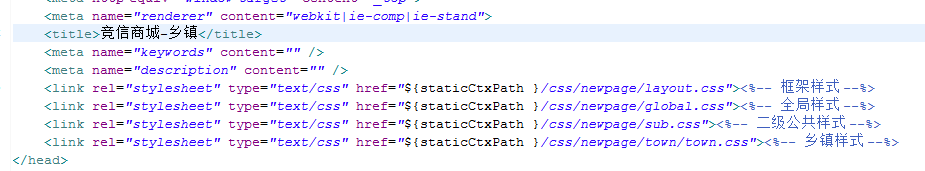 <meta name="renderer" content="webkit|ie-comp|ie-stand">
<title>竞信商城-乡镇</title>
<meta name="keywords" content="" />
<meta name="description" content="" />
<link rel="stylesheet" type="text/css" href="${staticCtxPath }/css/newpage/layout.css"><%-- 框架样式 --%>
<link rel="stylesheet" type="text/css" href="${staticCtxPath }/css/newpage/global.css"><%-- 全局样式 --%>
<link rel="stylesheet" type="text/css" href="${staticCtxPath }/css/newpage/sub.css"><%-- 二级公共样式 --%>
<link rel="stylesheet" type="text/css" href="${staticCtxPath }/css/newpage/town/town.css"><%-- 乡镇样式 --%>
</head>